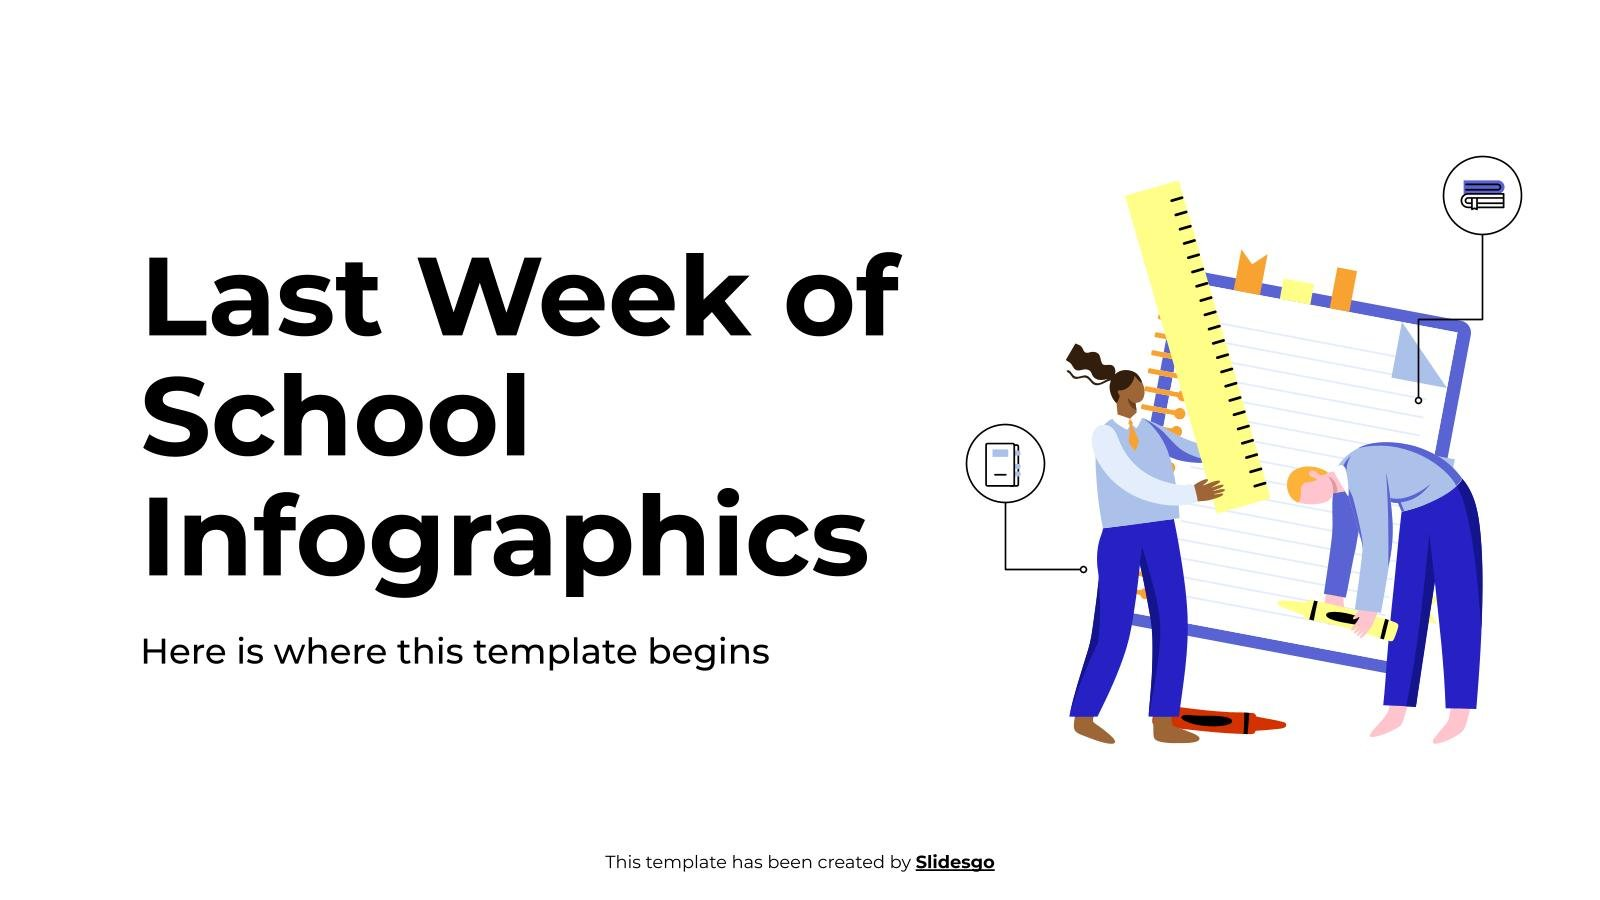 Last Week of
School
Infographics
Here is where this template begins
This template has been created by Slidesgo